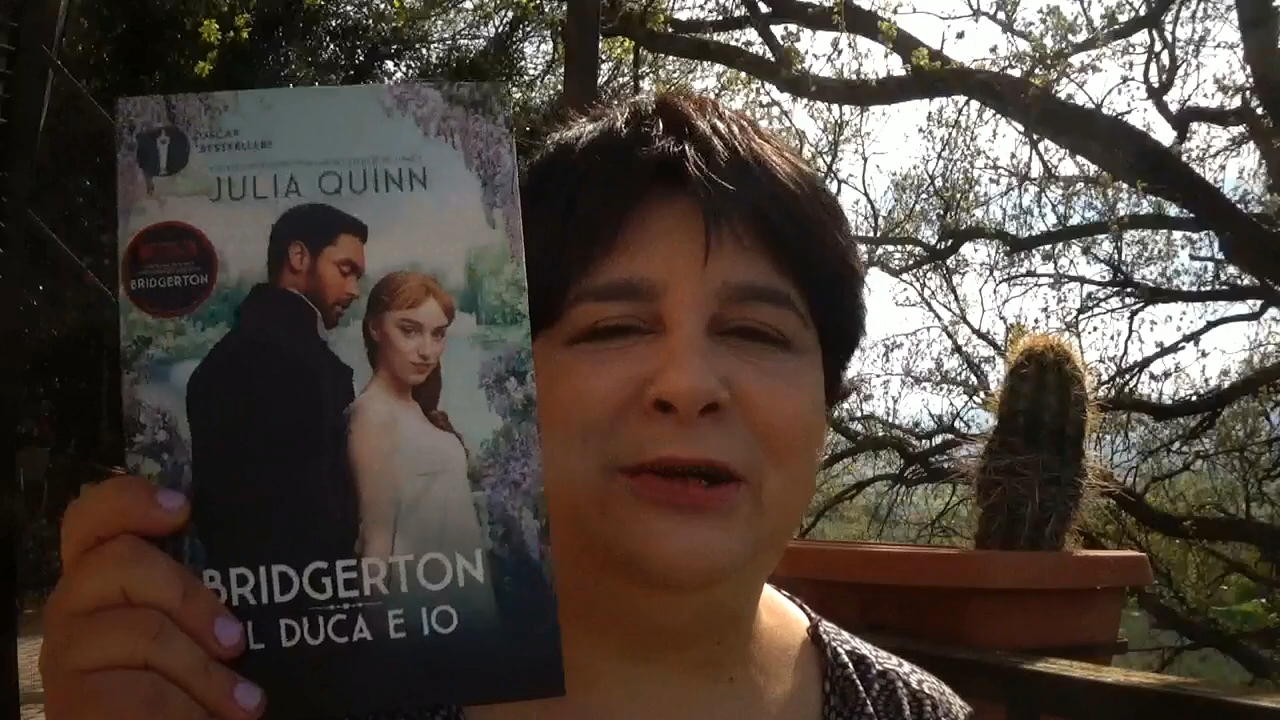 OSCAR
BESTSELLERS
JULIA QUINN
BRIDGERTON
BRIDGERTON
IL DUCA E IO